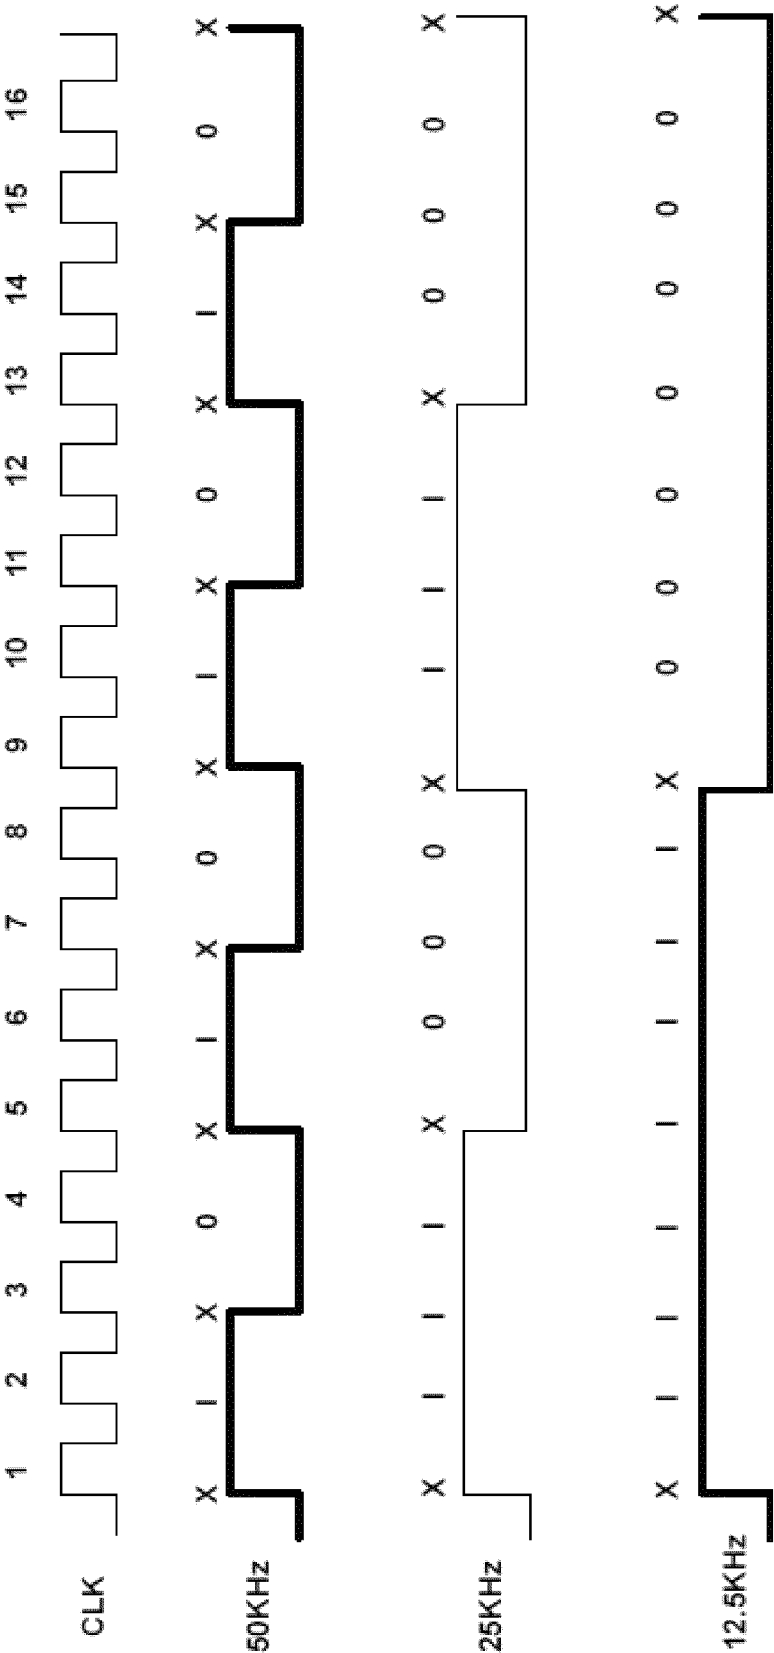 1 2 3 4 5 6 7 8 9 10 11 12 13 14 15 16
CLK
X I X 0 X I X 0 X I X 0 X I X 0 X
50KHz
X I I I X 0 0 0 X I I I X 0 0 0 X
25KHz
X I I I I I I I X 0 0 0 0 0 0 0 X
12.5KHz